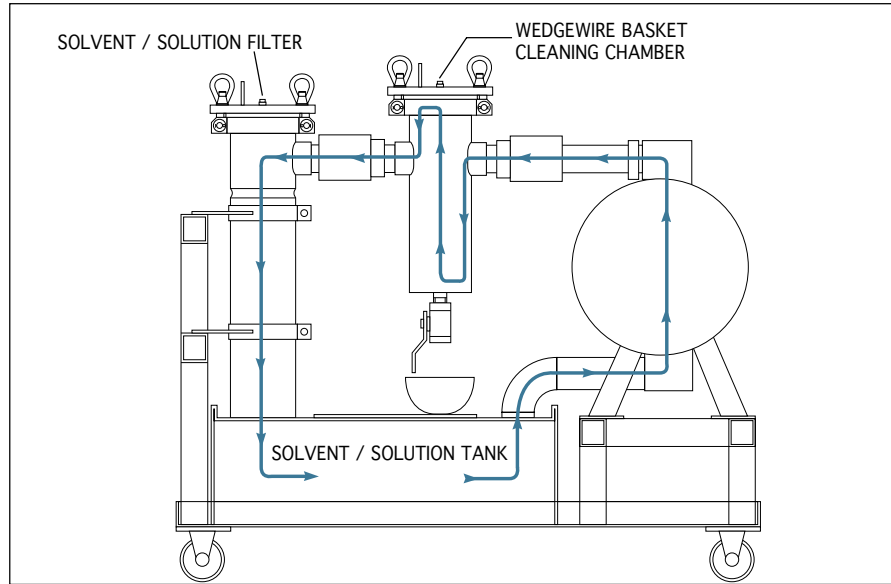 SOLVENT / SOLUTION FILTER
WEDGEWIRE BASKET
CLEANING CHAMBER
SOLVENT / SOLUTION TANK